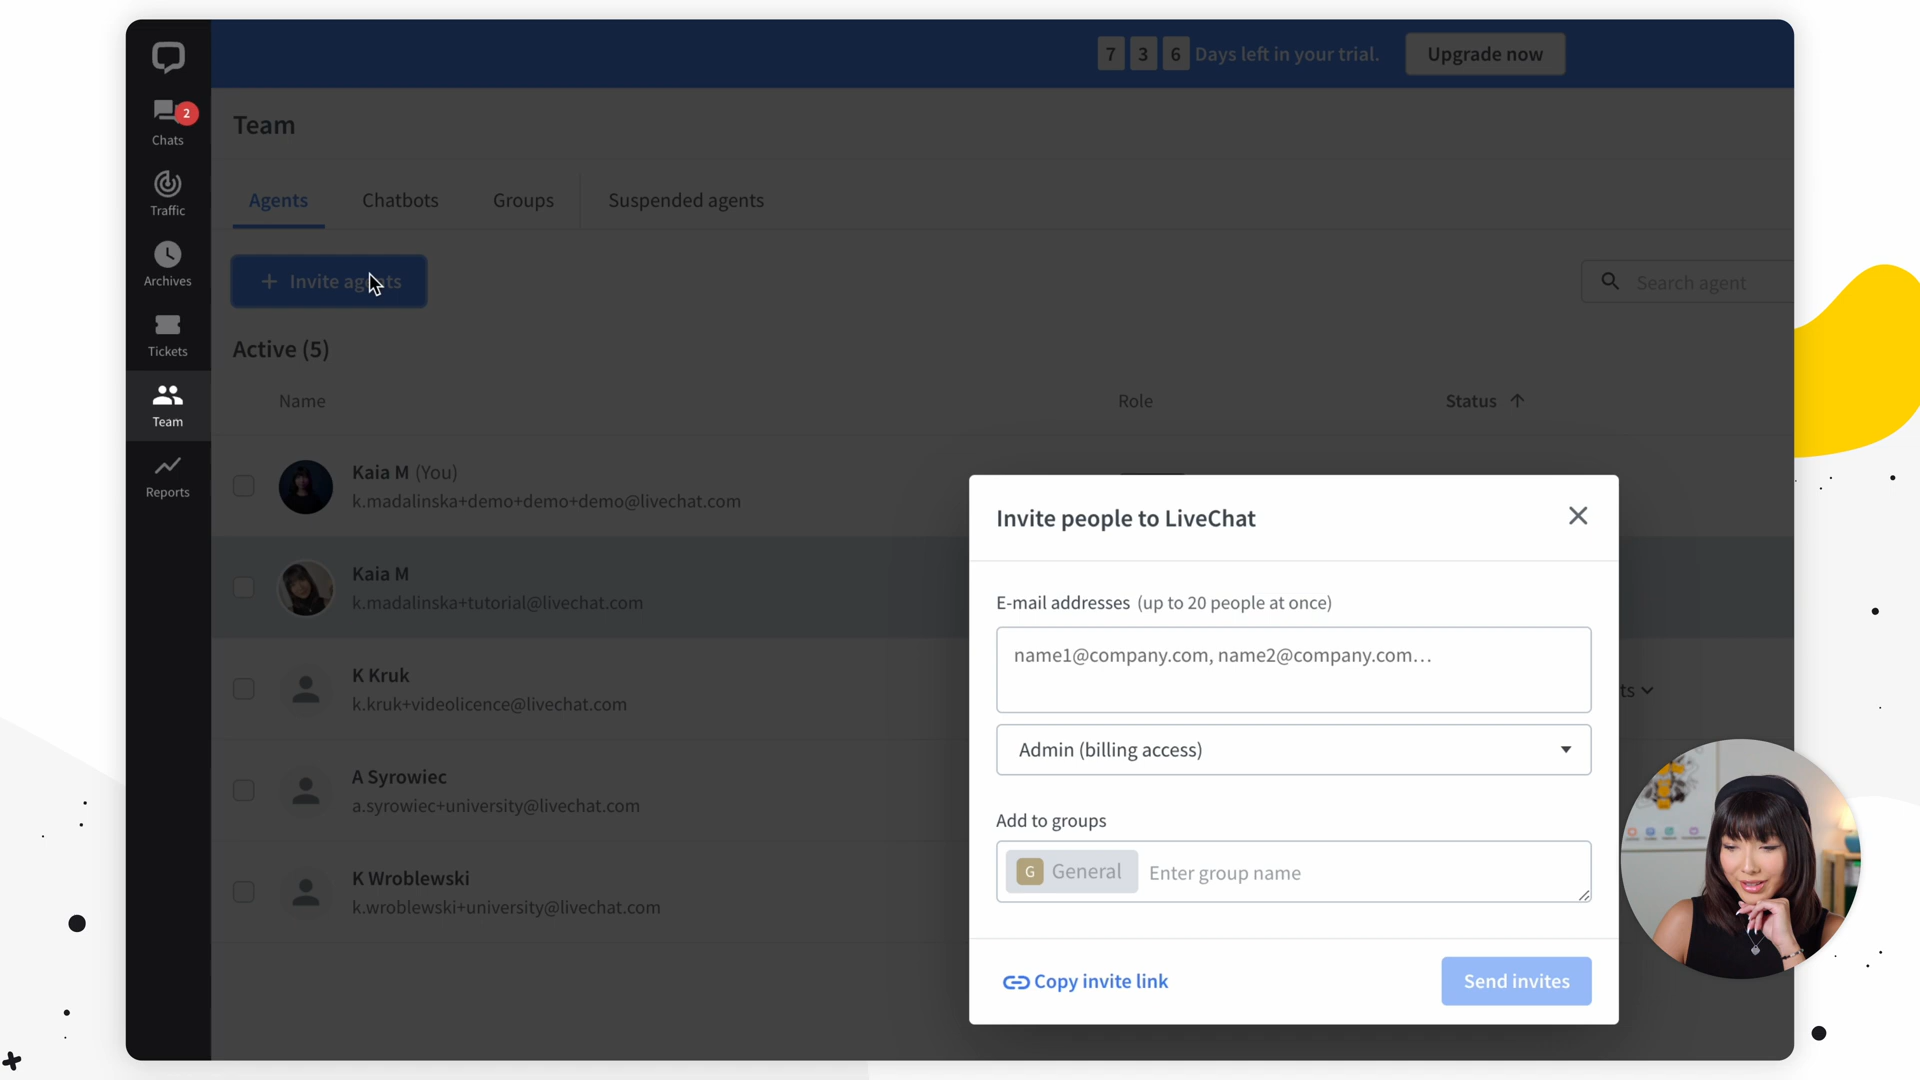 7 3 6 Days left in your trial. Upgrade now
2
Chats
Traffic
Archives
Tickets
Team
Reports
Team
Agents Chatbots Groups Suspended agents
+ Invite agents
Search agent
Active (5)
Name Role Status
Kaia M (You)
k.madalinska+demo+demo+demo@livechat.com
Kaia M
k.madalinska+tutorial@livechat.com
K Kruk
k.kruk+videolicence@livechat.com
A Syrowiec
a.syrowiec+university@livechat.com
K Wroblewski
k.wroblewski+university@livechat.com
ts
Invite people to LiveChat
E-mail addresses (up to 20 people at once)
name1@company.com, name2@company.com...
Admin (billing access)
Add to groups
G General Enter group name
Copy invite link Send invites